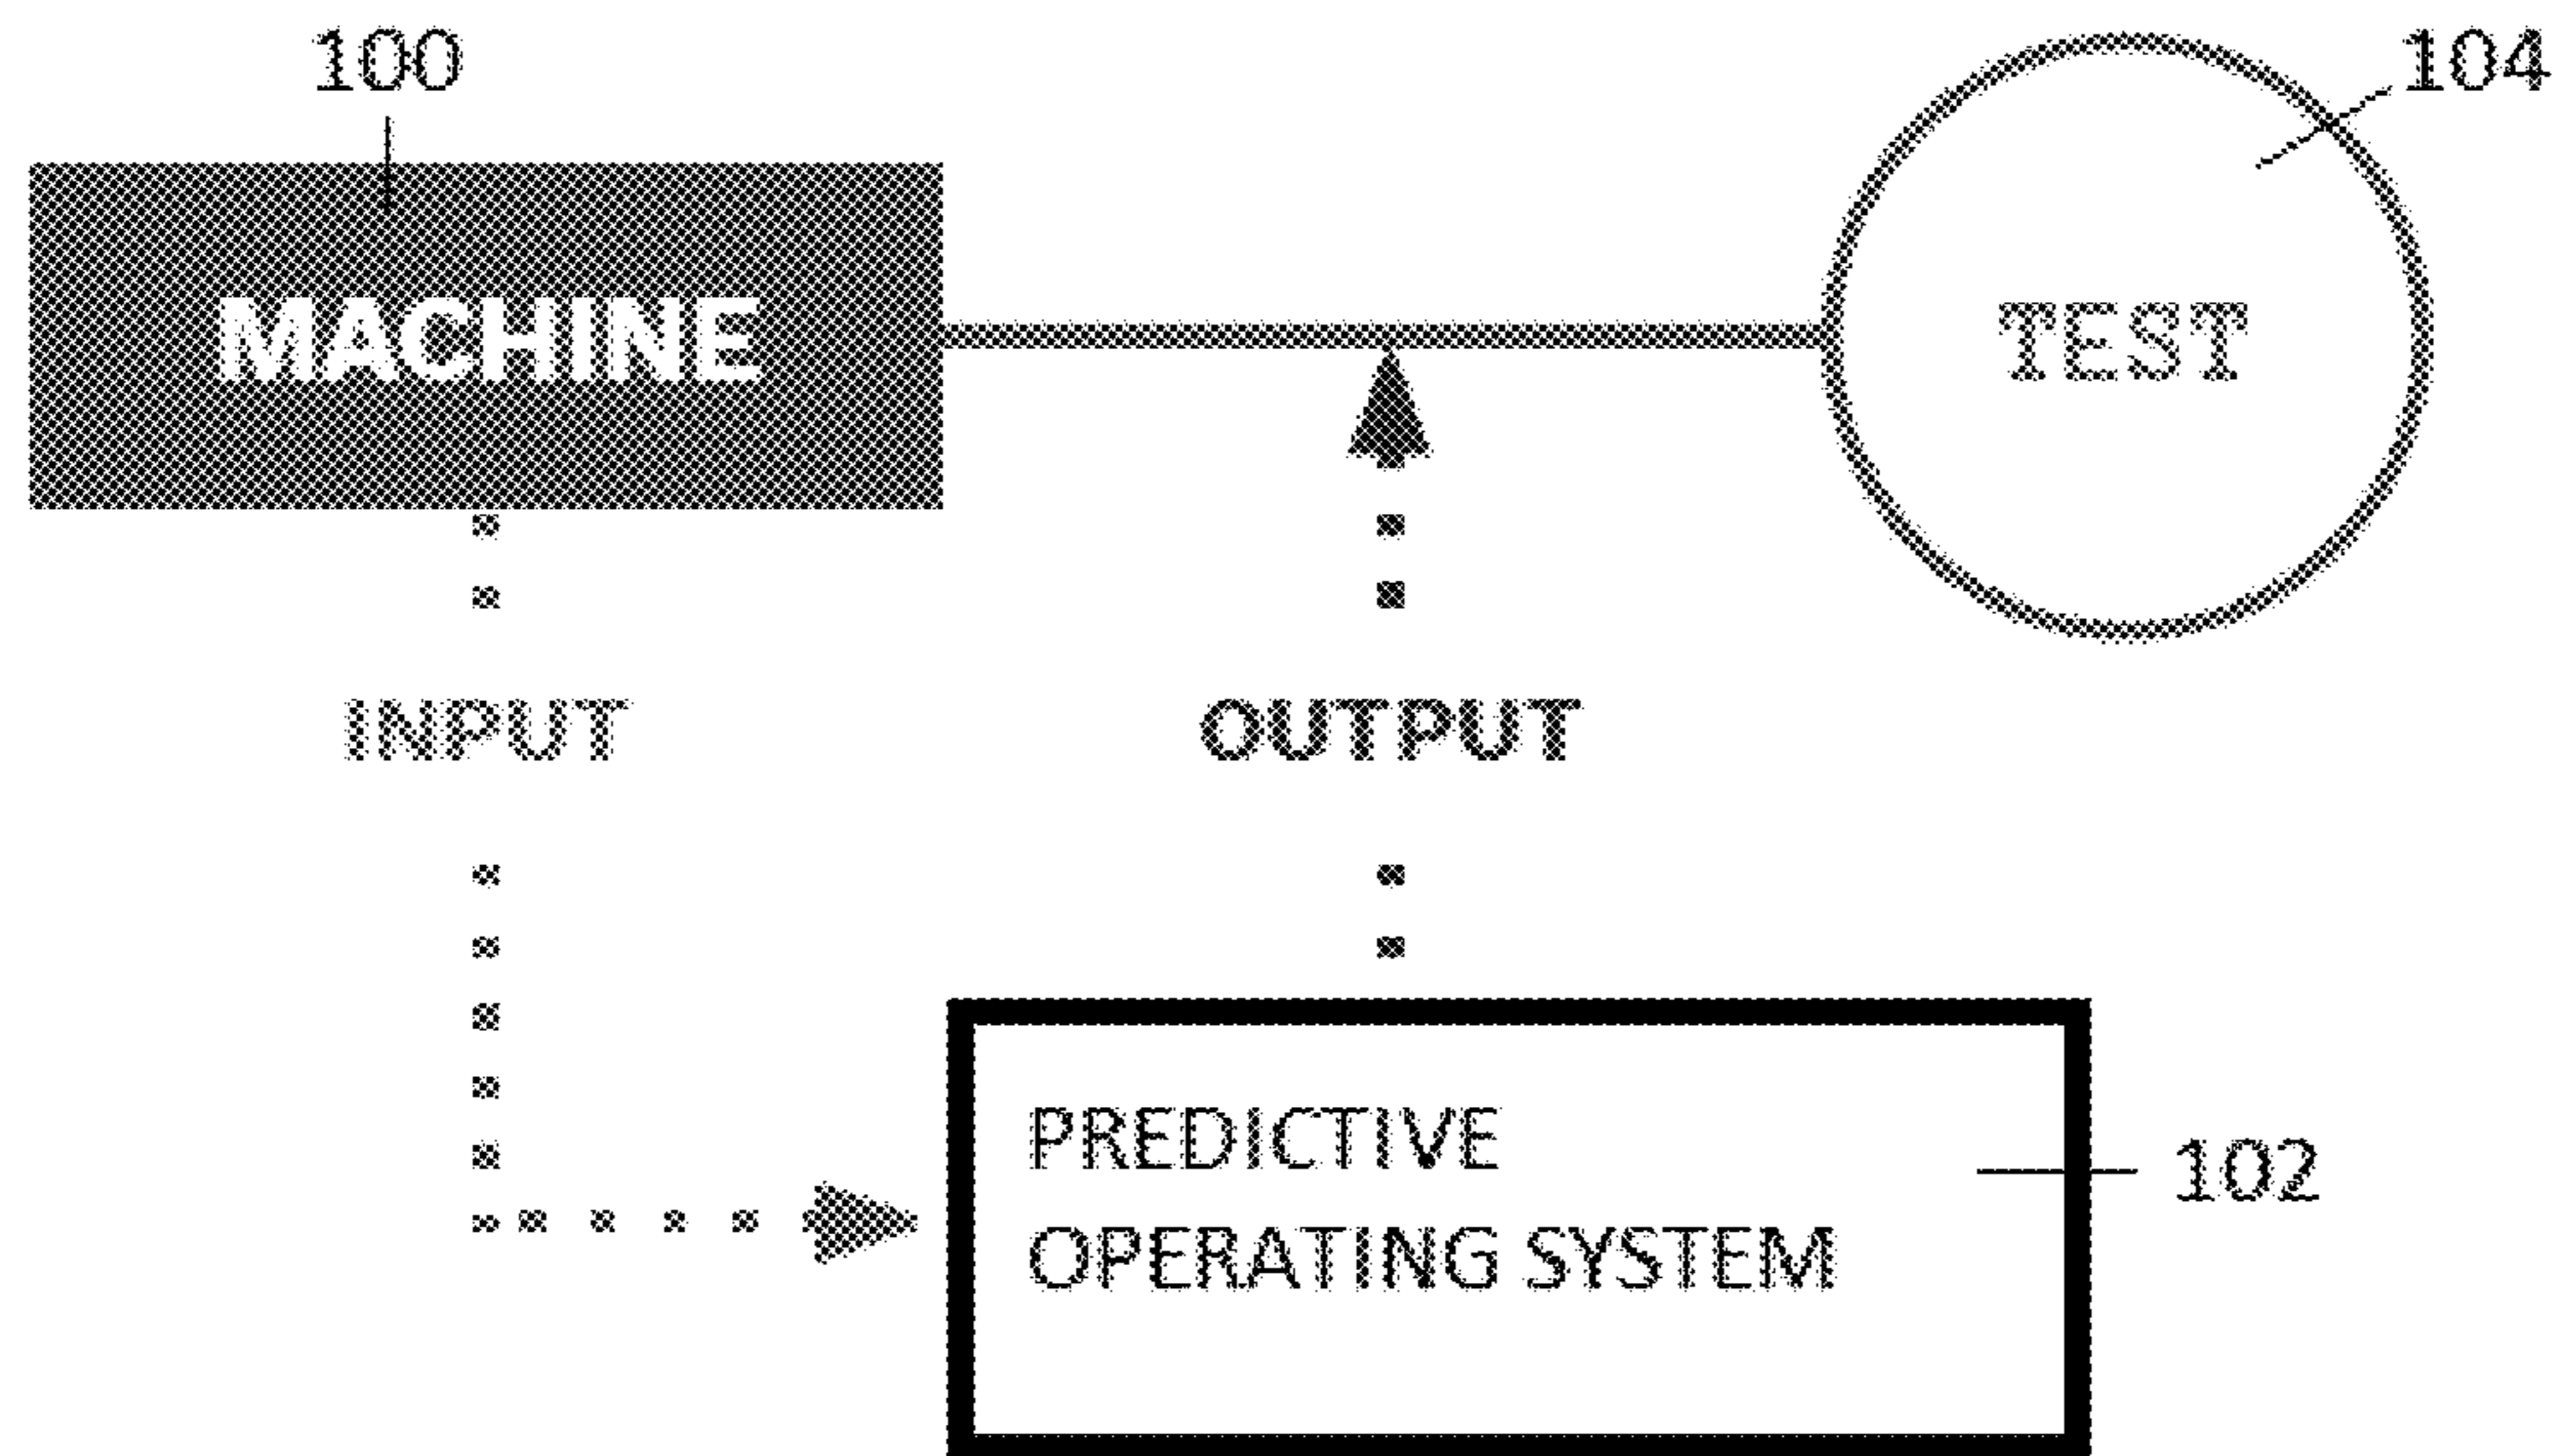 100
104
MACHINE
TEST
INPUT
OUTPUT
PREDICTIVE
102
OPERATING SYSTEM